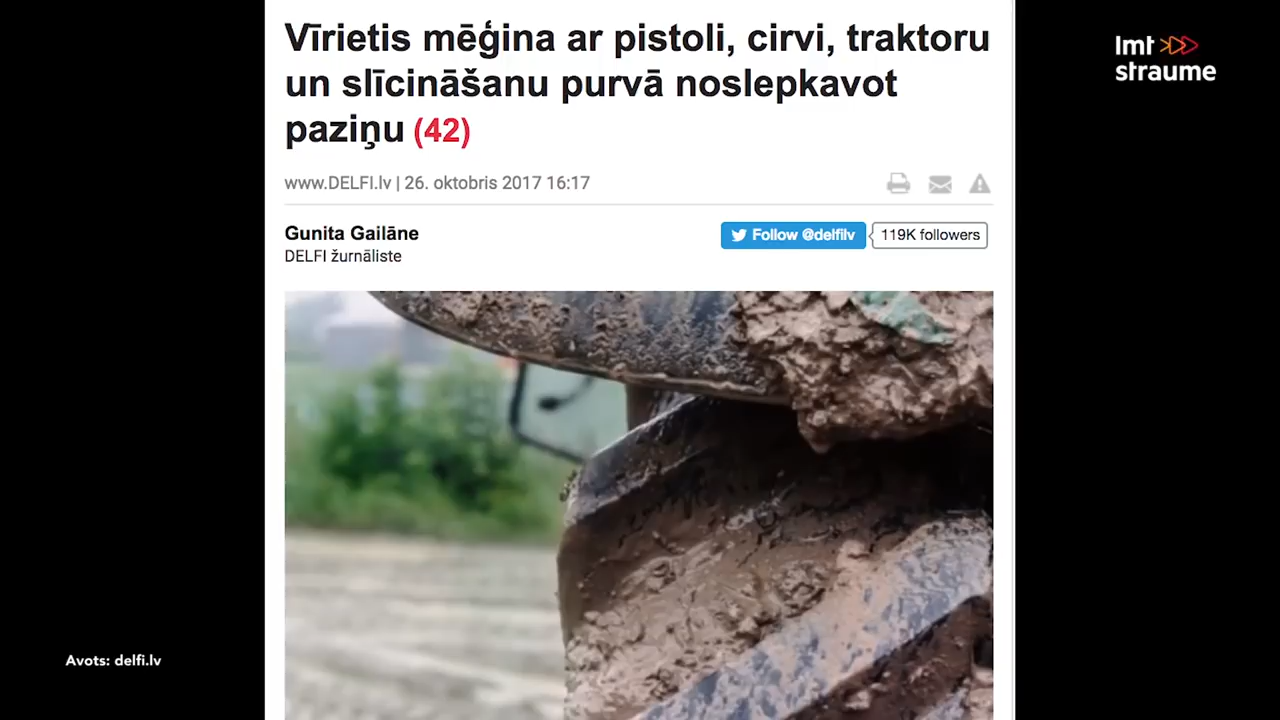 Vīrietis mēģina ar pistoli, cirvi, traktoru
un slīcināšanu purvā noslepkavot
paziņu (42)
www.DELFI.lv | 26. oktobris 2017 16:17
Gunita Gailāne
DELFI žurnāliste
Follow @delfilv
119K followers
lmt
straume
Avots: delfi.lv